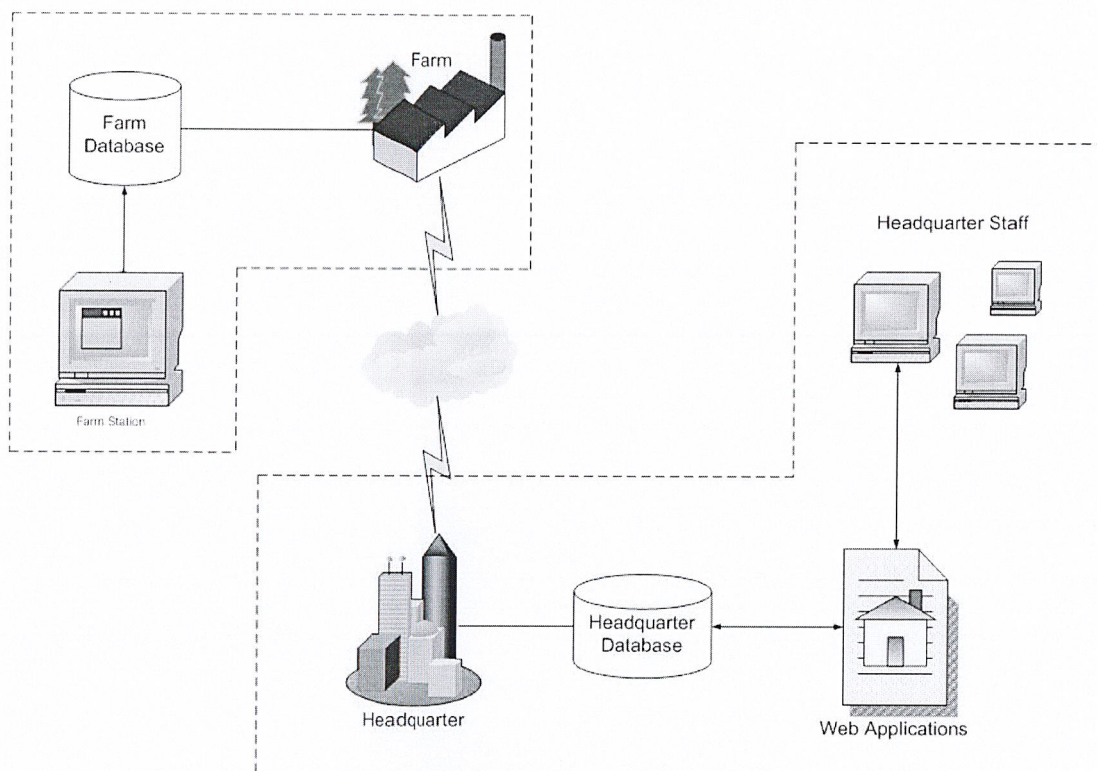 Farm
Farm
Database
Farm Station
Headquarter Staff
Headquarter
Database
Headquarter
Web Applications